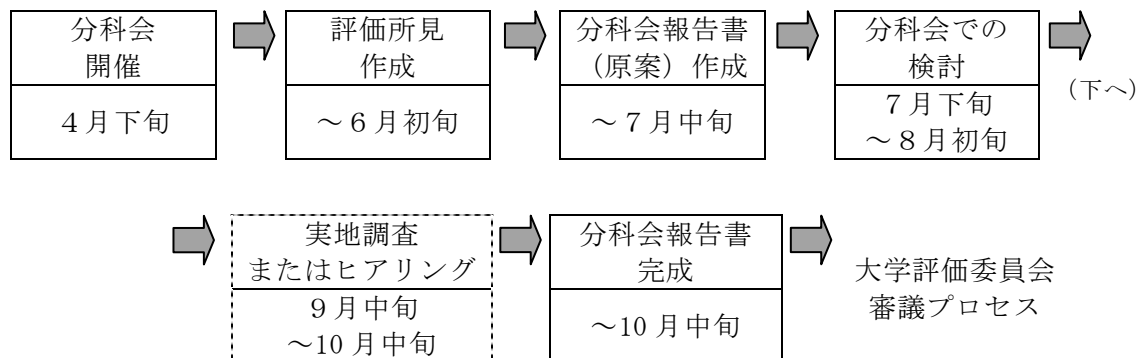 分科会
開催
４月下旬
評価所見
作成
～６月初旬
分科会報告書
（原案）作成
～７月中旬
分科会での
検討
７月下旬
～８月初旬
（下へ）
実地調査
またはヒアリング
９月中旬
～10 月中旬
分科会報告書
完成
～10 月中旬
大学評価委員会
審議プロセス